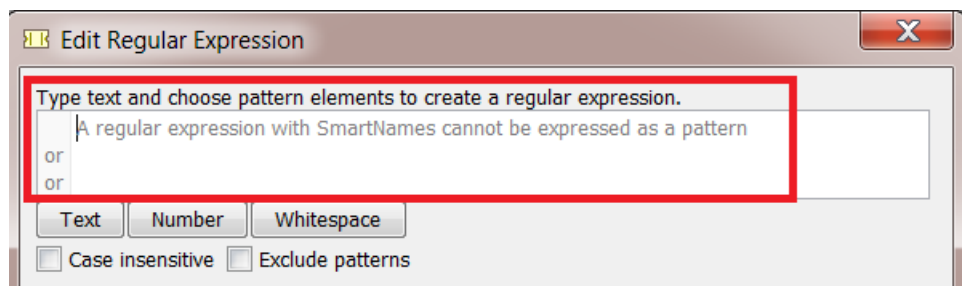 Edit Regular Expression
X
Type text and choose pattern elements to create a regular expression.
A regular expression with SmartNames cannot be expressed as a pattern
or
or
Text Number Whitespace
Case insensitive Exclude patterns